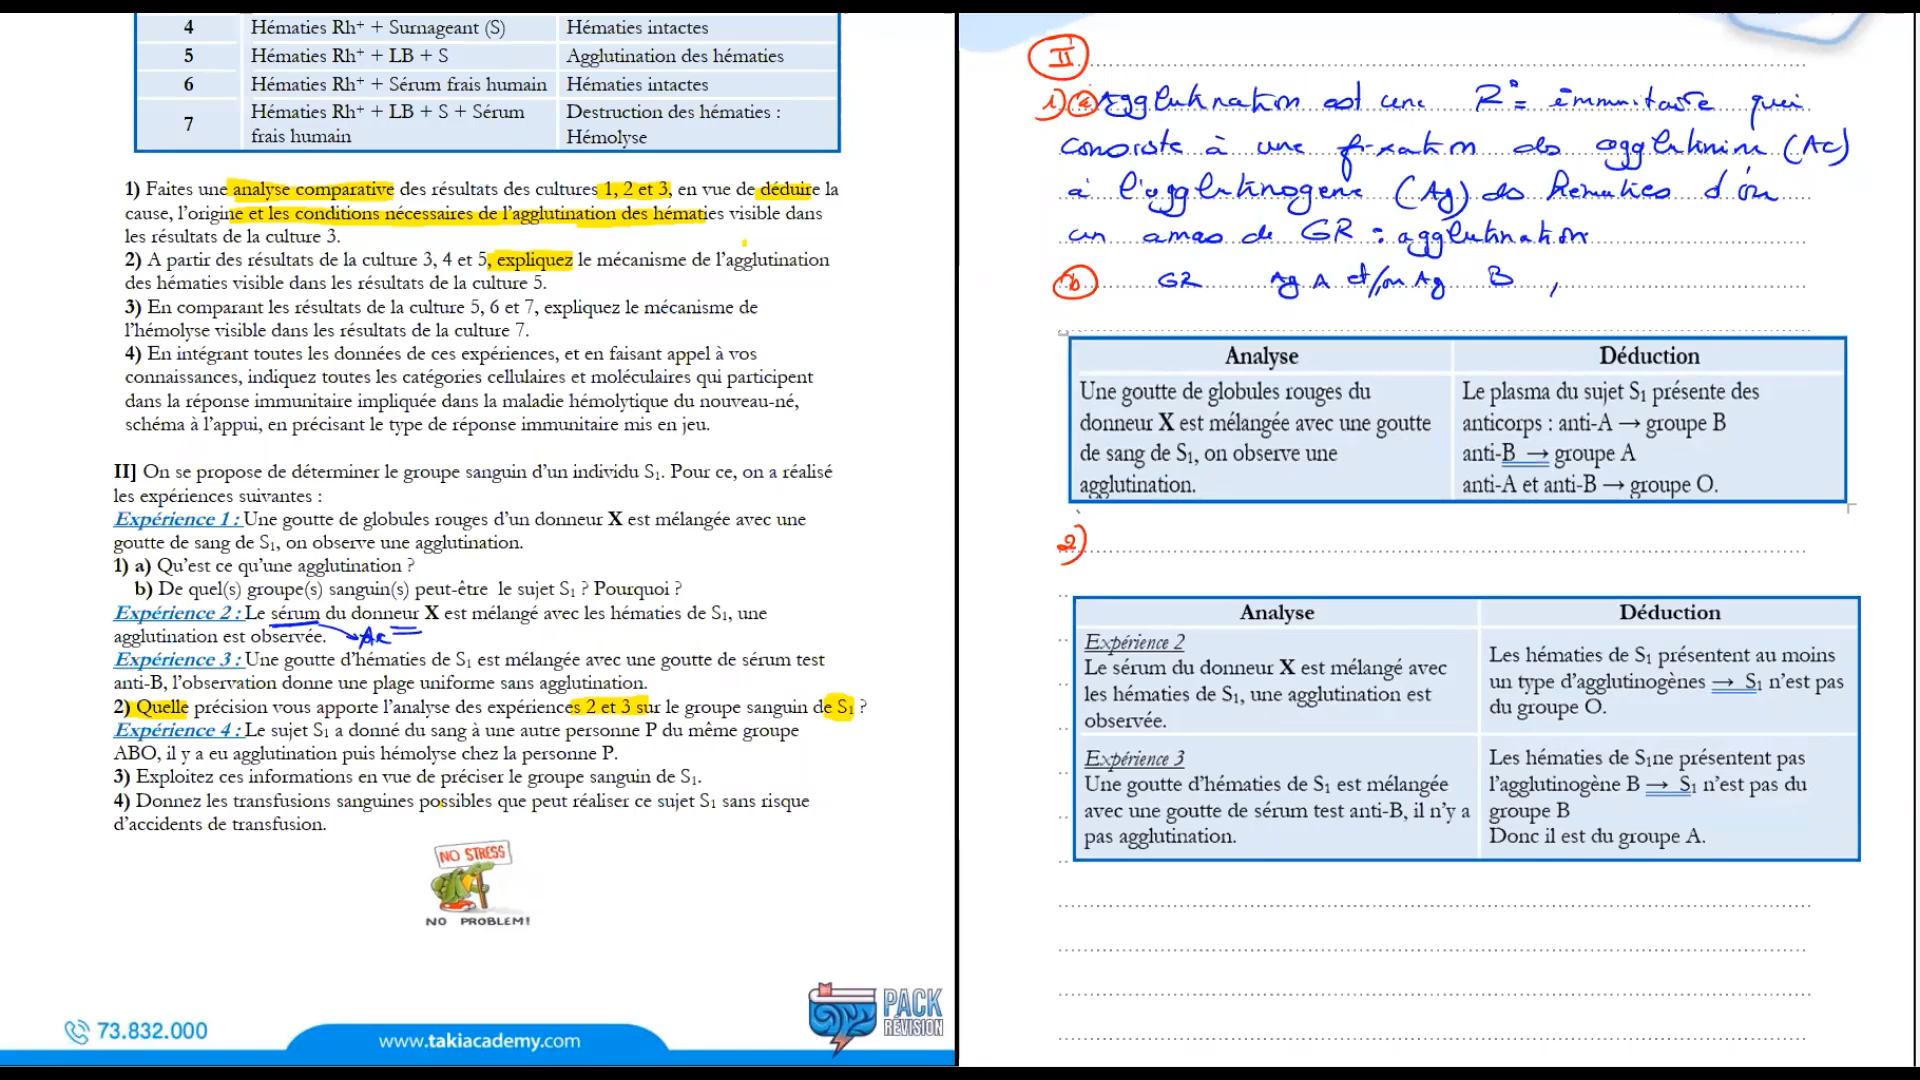 4 Hématies Rh⁺ + Surnageant (S) Hématies intactes
5 Hématies Rh⁺ + LB + S Agglutination des hématies
6 Hématies Rh⁺ + Sérum frais humain Hématies intactes
7 Hématies Rh⁺ + LB + S + Sérum frais humain Destruction des hématies : Hémolyse
1) Faites une analyse comparative des résultats des cultures 1, 2 et 3, en vue de déduire la
cause, l’origine et les conditions nécessaires de l’agglutination des hématies visible dans
les résultats de la culture 3.
2) A partir des résultats de la culture 3, 4 et 5, expliquez le mécanisme de l’agglutination
des hématies visible dans les résultats de la culture 5.
3) En comparant les résultats de la culture 5, 6 et 7, expliquez le mécanisme de
l’hémolyse visible dans les résultats de la culture 7.
4) En intégrant toutes les données de ces expériences, et en faisant appel à vos
connaissances, indiquez toutes les catégories cellulaires et moléculaires qui participent
dans la réponse immunitaire impliquée dans la maladie hémolytique du nouveau-né,
schéma à l’appui, en précisant le type de réponse immunitaire mis en jeu.
II] On se propose de déterminer le groupe sanguin d’un individu S₁. Pour ce, on a réalisé
les expériences suivantes :
Expérience 1 : Une goutte de globules rouges d’un donneur X est mélangée avec une
goutte de sang de S₁, on observe une agglutination.
1) a) Qu’est ce qu’une agglutination ?
b) De quel(s) groupe(s) sanguin(s) peut-être le sujet S₁ ? Pourquoi ?
Expérience 2 : Le sérum du donneur X est mélangé avec les hématies de S₁, une
agglutination est observée. Ac
Expérience 3 : Une goutte d’hématies de S₁ est mélangée avec une goutte de sérum test
anti-B, l’observation donne une plage uniforme sans agglutination.
2) Quelle précision vous apporte l’analyse des expériences 2 et 3 sur le groupe sanguin de S₁ ?
Expérience 4 : Le sujet S₁ a donné du sang à une autre personne P du même groupe
ABO, il y a eu agglutination puis hémolyse chez la personne P.
3) Exploitez ces informations en vue de préciser le groupe sanguin de S₁.
4) Donnez les transfusions sanguines possibles que peut réaliser ce sujet S₁ sans risque
d’accidents de transfusion.
NO STRESS
NO PROBLEM!
73.832.000
www.takiacademy.com
PACK
RÉVISION
II
1) a) Agglutination est une immunitaire qui
consiste à une fixation des agglutinine (Ac)
à l'agglutinogène (Ag) des hématies d'où
un amas de GR : agglutination
b) GR Ag A et/ou Ag B ,
Analyse Déduction
Une goutte de globules rouges du
donneur X est mélangée avec une goutte
de sang de S₁, on observe une
agglutination.
Le plasma du sujet S₁ présente des
anticorps : anti-A → groupe B
anti-B → groupe A
anti-A et anti-B → groupe O.
2)
Analyse Déduction
Expérience 2
Le sérum du donneur X est mélangé avec
les hématies de S₁, une agglutination est
observée.
Les hématies de S₁ présentent au moins
un type d’agglutinogènes → S₁ n’est pas
du groupe O.
Expérience 3
Une goutte d’hématies de S₁ est mélangée
avec une goutte de sérum test anti-B, il n’y a
pas agglutination.
Les hématies de S₁ne présentent pas
l’agglutinogène B → S₁ n’est pas du
groupe B
Donc il est du groupe A.